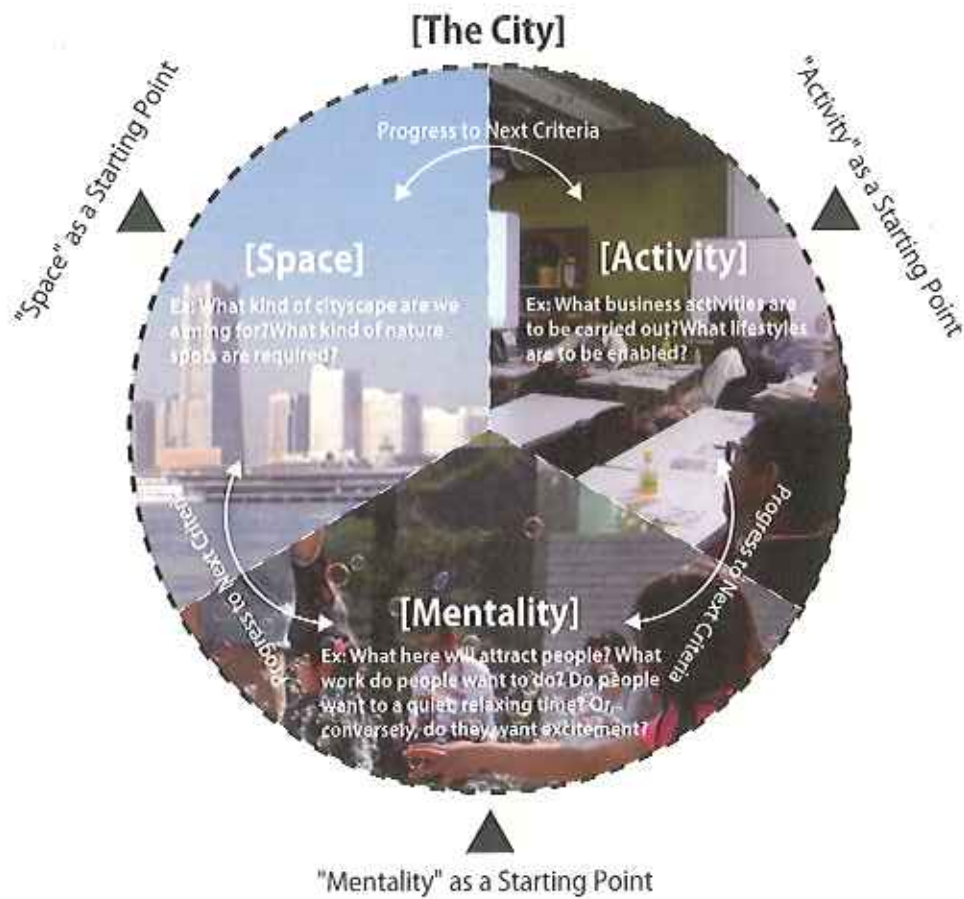 [The City]
"Space" as a Starting Point
"Activity" as a Starting Point
Progress to Next Criteria
[Space]
Ex: What kind of cityscape are we
aiming for?What kind of nature
spots are required?
[Activity]
Ex: What business activities are
to be carried out?What lifestyles
are to be enabled?
Progress to Next Criteria
Progress to Next Criteria
[Mentality]
Ex: What here will attract people? What
work do people want to do? Do people
want to a quiet, relaxing time? Or,
conversely, do they want excitement?
"Mentality" as a Starting Point